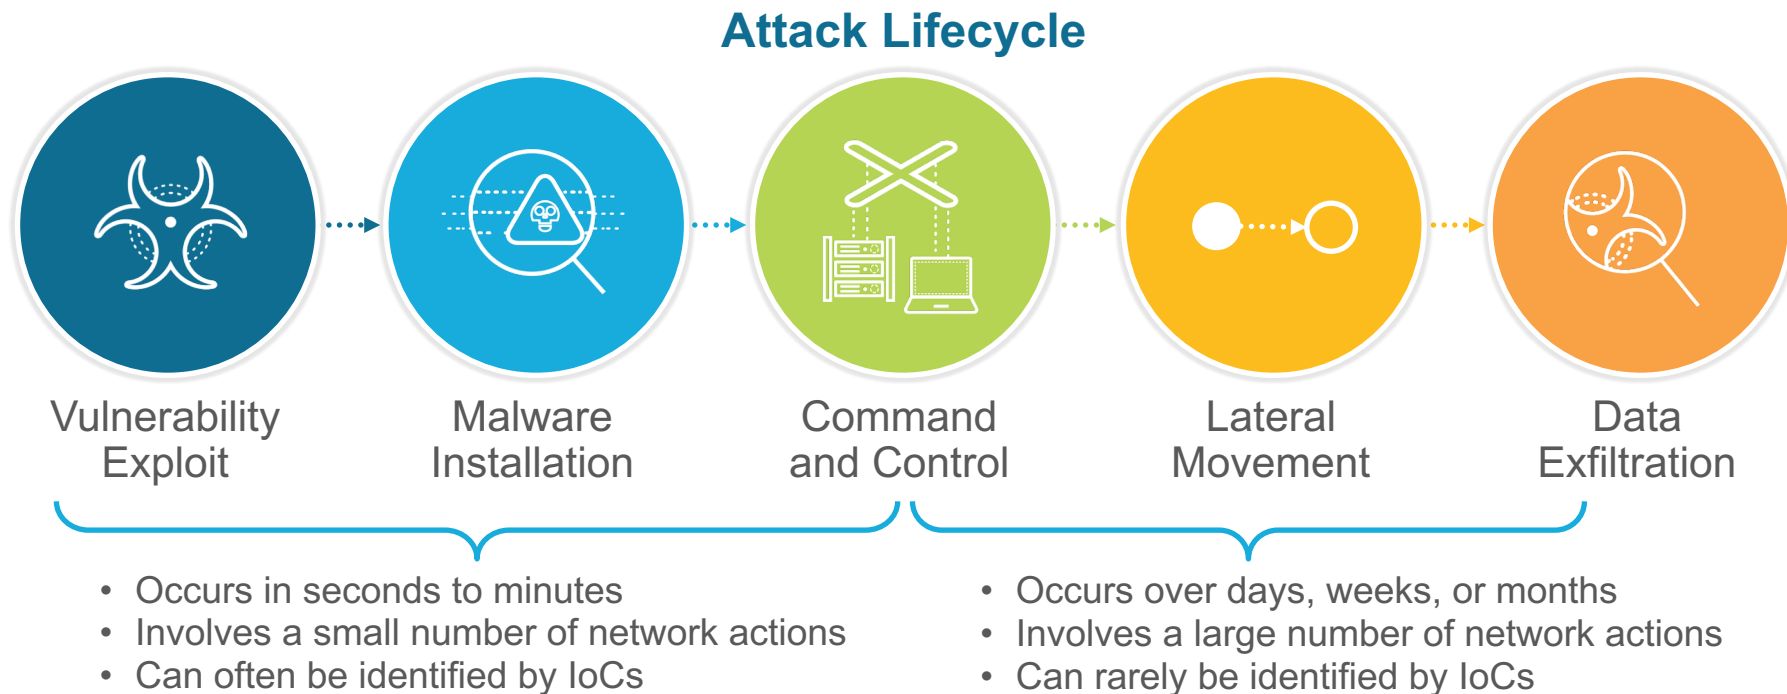 Attack Lifecycle
Vulnerability
Exploit
Malware
Installation
Command
and Control
Lateral
Movement
Data
Exfiltration
• Occurs in seconds to minutes
• Involves a small number of network actions
• Can often be identified by IoCs
• Occurs over days, weeks, or months
• Involves a large number of network actions
• Can rarely be identified by IoCs